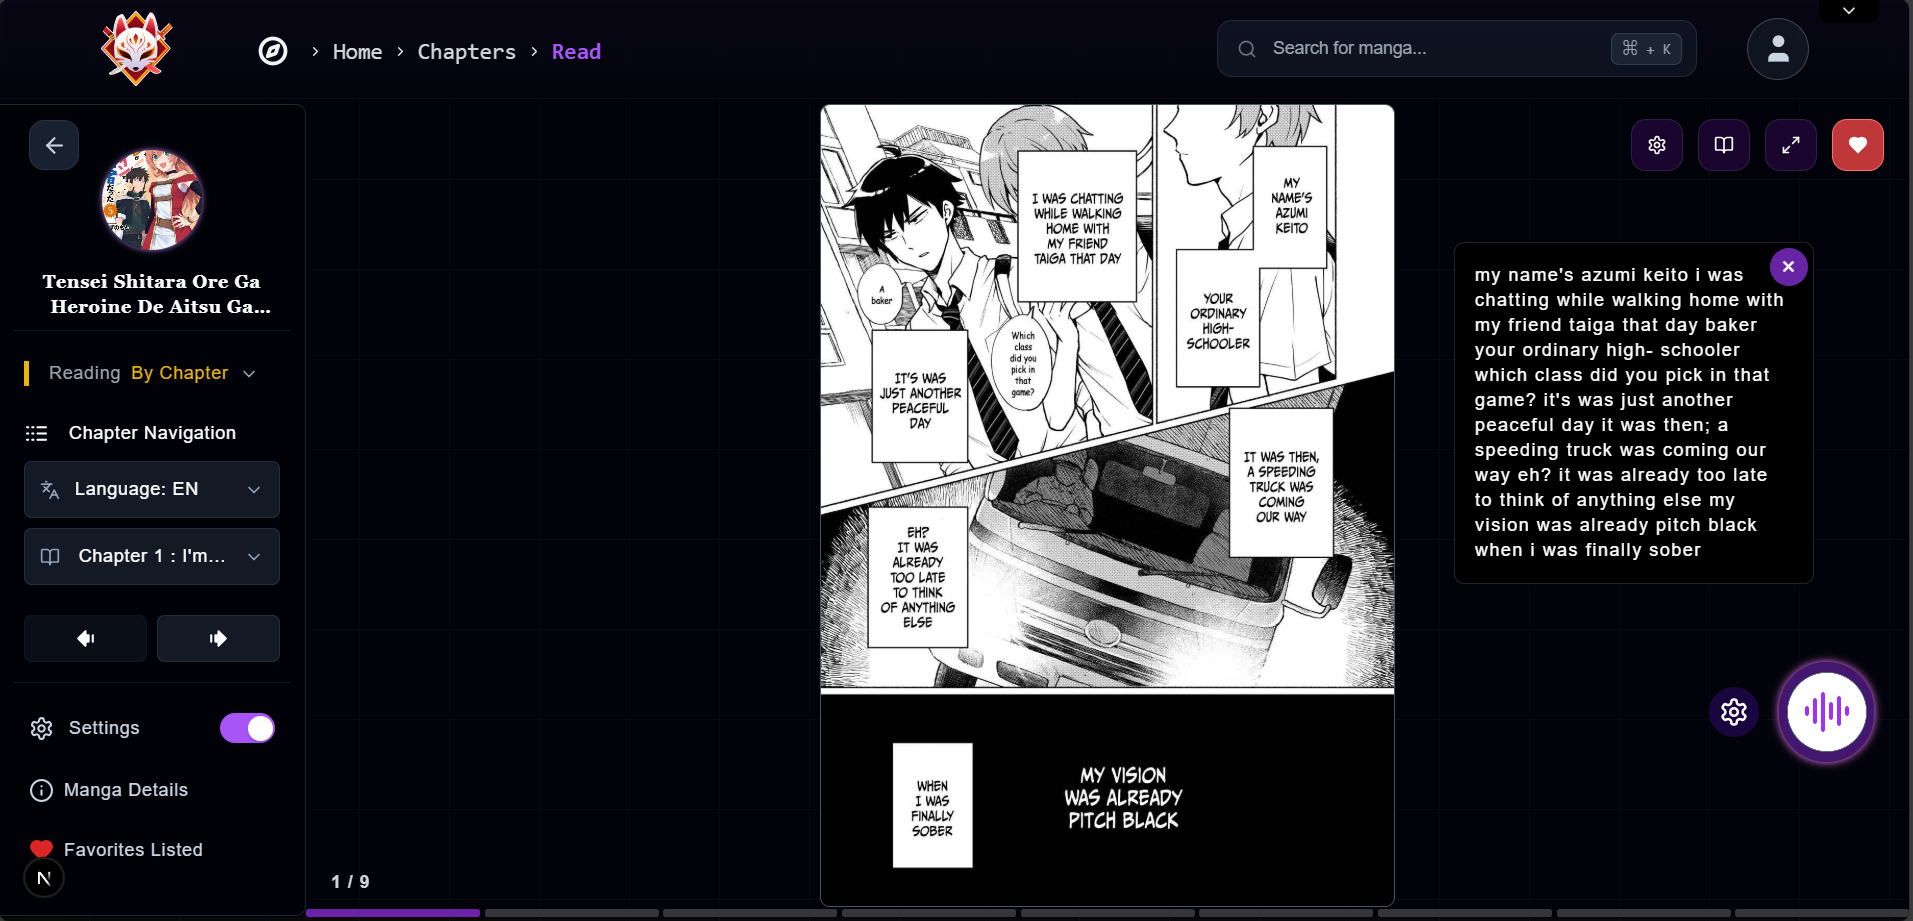 Home
Chapters
Read
Search for manga...
⌘ + K
Tensei Shitara Ore Ga
Heroine De Aitsu Ga...
Reading By Chapter
Chapter Navigation
Language: EN
Chapter 1 : I'm...
Settings
Manga Details
Favorites Listed
N
1 / 9
MY
NAME'S
AZUMI
KEITO
YOUR
ORDINARY
HIGH-
SCHOOLER
I WAS CHATTING
WHILE WALKING
HOME WITH
MY FRIEND
TAIGA THAT DAY
Which
class
did you
pick in
that
game?
A
baker
IT'S WAS
JUST ANOTHER
PEACEFUL
DAY
IT WAS THEN,
A SPEEDING
TRUCK WAS
COMING
OUR WAY
EH?
IT WAS
ALREADY
TOO LATE
TO THINK
OF ANYTHING
ELSE
MY VISION
WAS ALREADY
PITCH BLACK
WHEN
I WAS
FINALLY
SOBER
my name's azumi keito i was
chatting while walking home with
my friend taiga that day baker
your ordinary high- schooler
which class did you pick in that
game? it's was just another
peaceful day it was then; a
speeding truck was coming our
way eh? it was already too late
to think of anything else my
vision was already pitch black
when i was finally sober